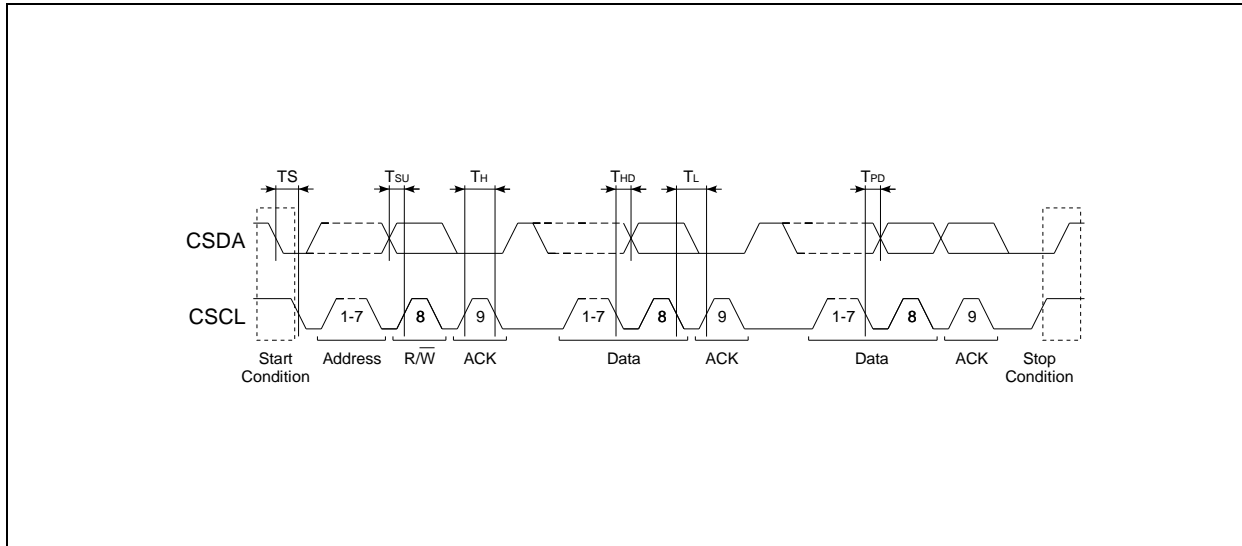 TS TSU TH THD TL TPD
CSDA
CSCL 1-7 8 9 1-7 8 9 1-7 8 9
Start Condition Address R/W̅ ACK Data ACK Data ACK Stop Condition